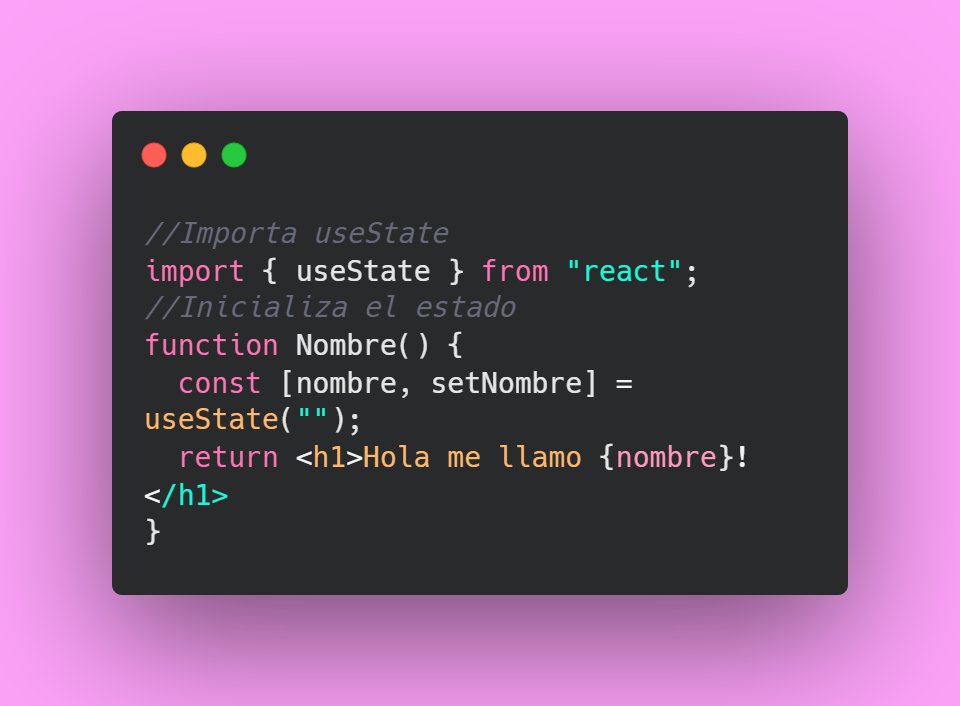 //Importa useState
import { useState } from "react";
//Inicializa el estado
function Nombre() {
  const [nombre, setNombre] =
useState("");
  return <h1>Hola me llamo {nombre}!
</h1>
}